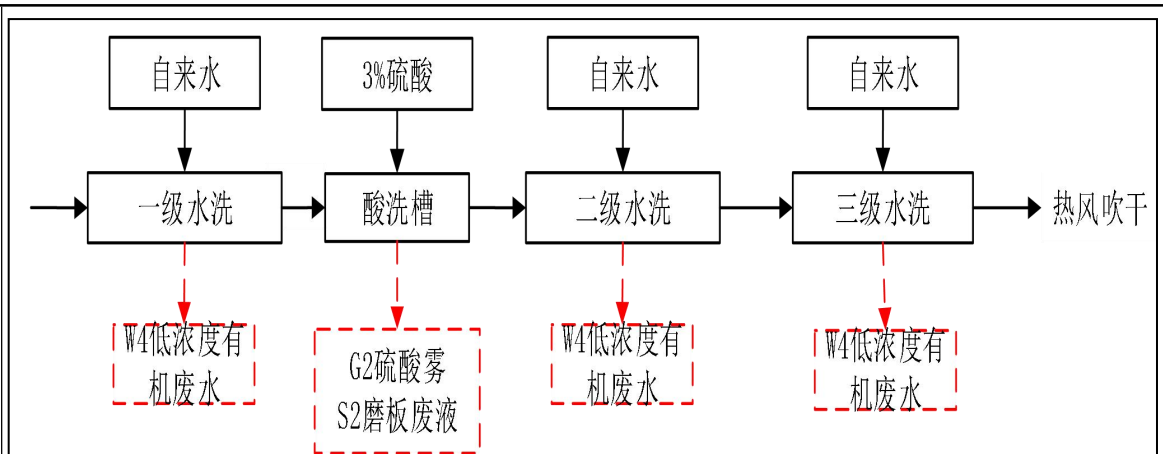 自来水
3%硫酸
自来水
自来水
一级水洗
酸洗槽
二级水洗
三级水洗
热风吹干
W4低浓度有
机废水
G2硫酸雾
S2磨板废液
W4低浓度有
机废水
W4低浓度有
机废水